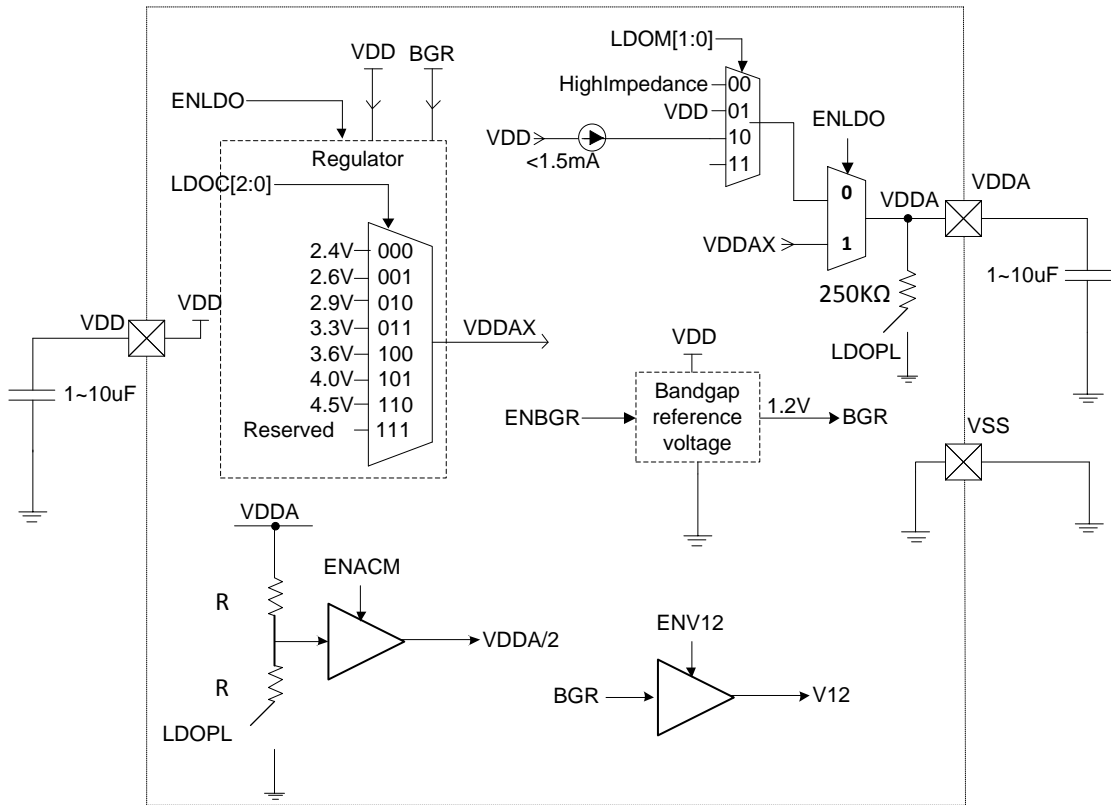 LDOM[1:0]
VDD BGR
HighImpedance 00
ENLDO
VDD 01
ENLDO
VDD 10
<1.5mA
11
Regulator
LDOC[2:0]
VDDA
VDDA
0
VDDAX 1
2.4V 000
2.6V 001
2.9V 010
3.3V 011
3.6V 100
4.0V 101
4.5V 110
Reserved 111
VDDAX
250KΩ
LDOPL
1~10uF
VDD
VDD
1~10uF
VDD
Bandgap
reference
voltage
ENBGR
1.2V
BGR
VSS
VDDA
ENACM
R
VDDA/2
R
LDOPL
ENV12
BGR
V12